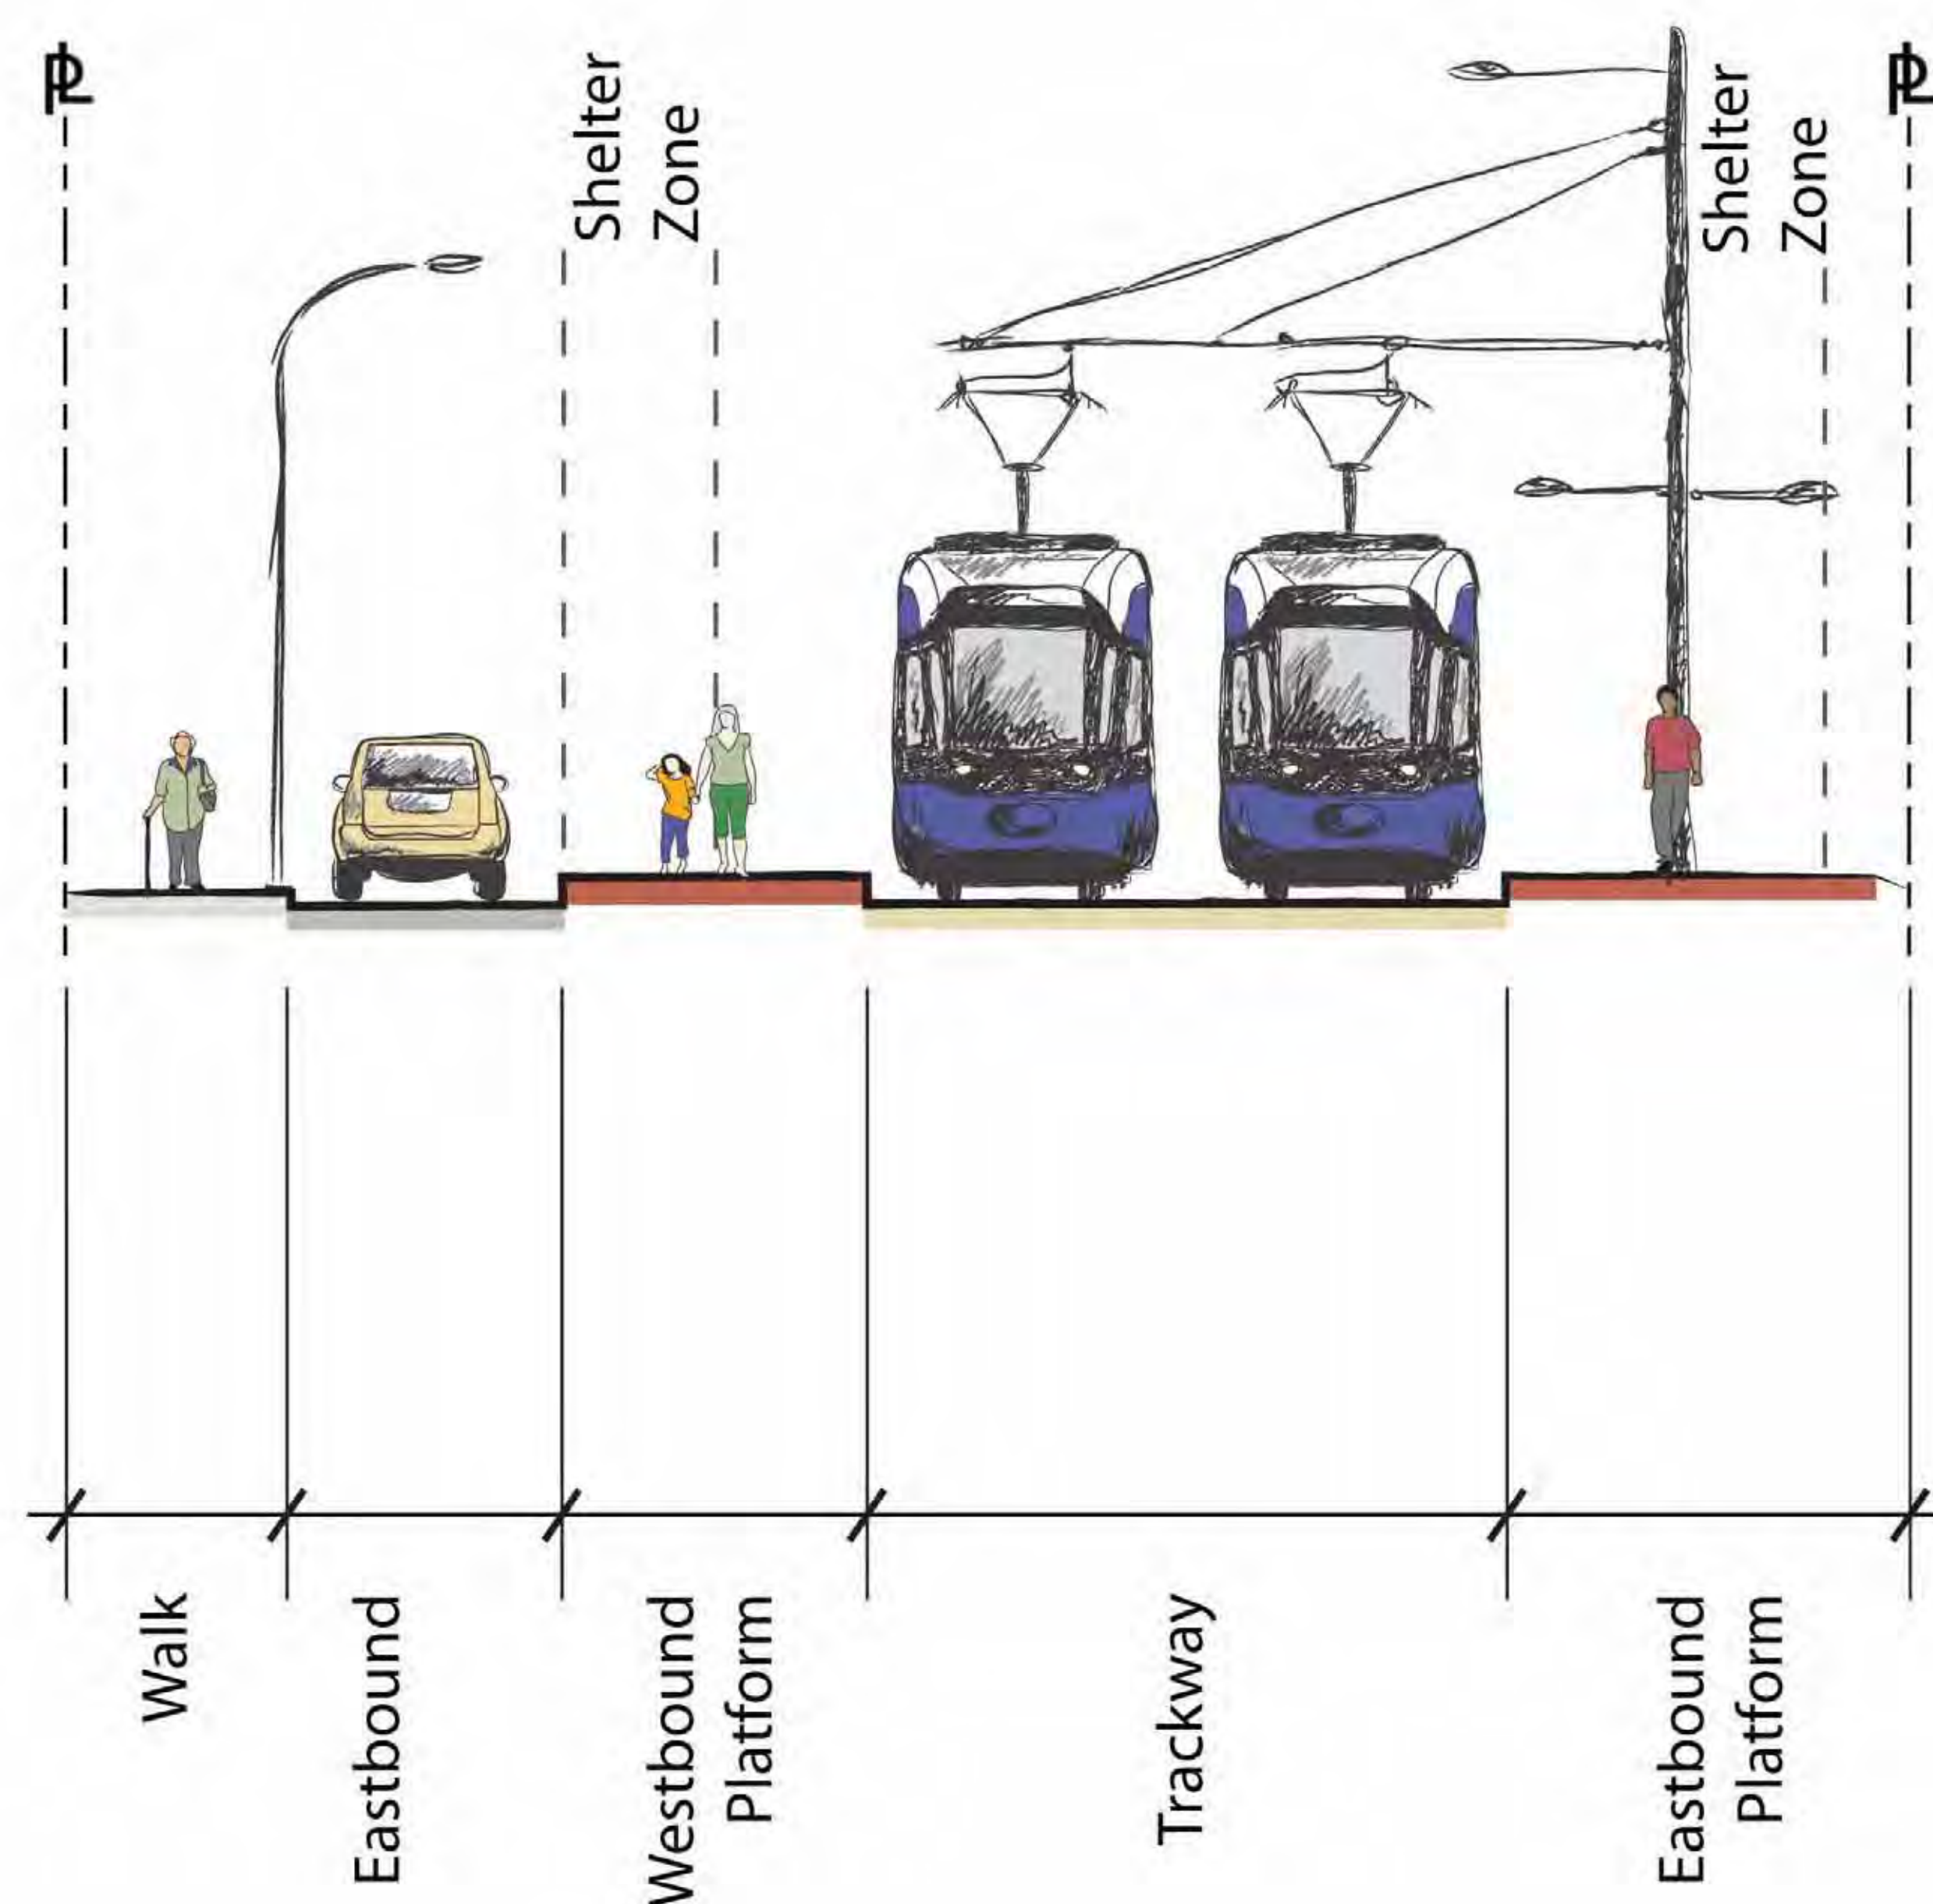 PL
Shelter
Zone
Shelter
Zone
PL
Walk
Eastbound
Westbound
Platform
Trackway
Eastbound
Platform